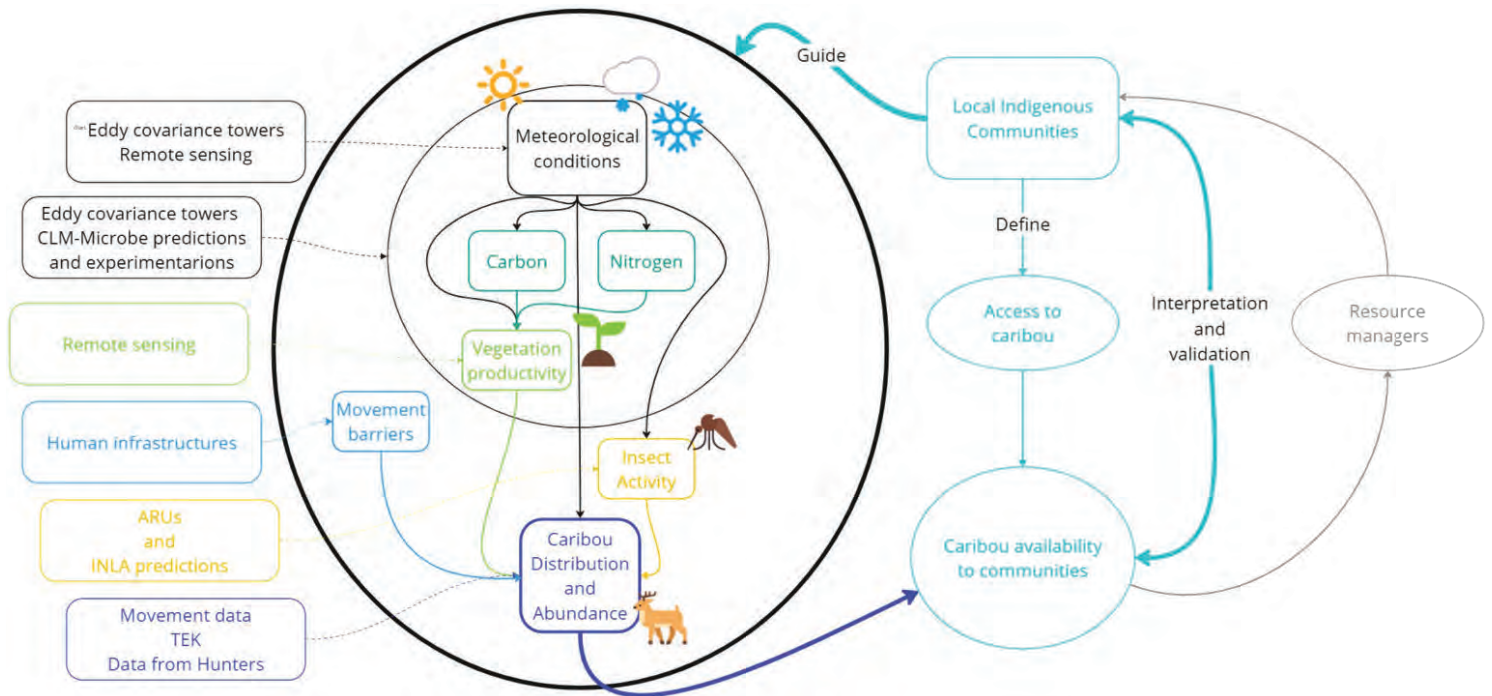 Guide
Local Indigenous
Communities
Eddy covariance towers
Remote sensing
Meteorological
conditions
Eddy covariance towers
CLM-Microbe predictions
and experimentarions
Carbon
Nitrogen
Define
Access to
caribou
Interpretation
and
validation
Resource
managers
Remote sensing
Vegetation
productivity
Human infrastructures
Movement
barriers
Insect
Activity
ARUs
and
INLA predictions
Caribou
Distribution
and
Abundance
Caribou availability
to communities
Movement data
TEK
Data from Hunters